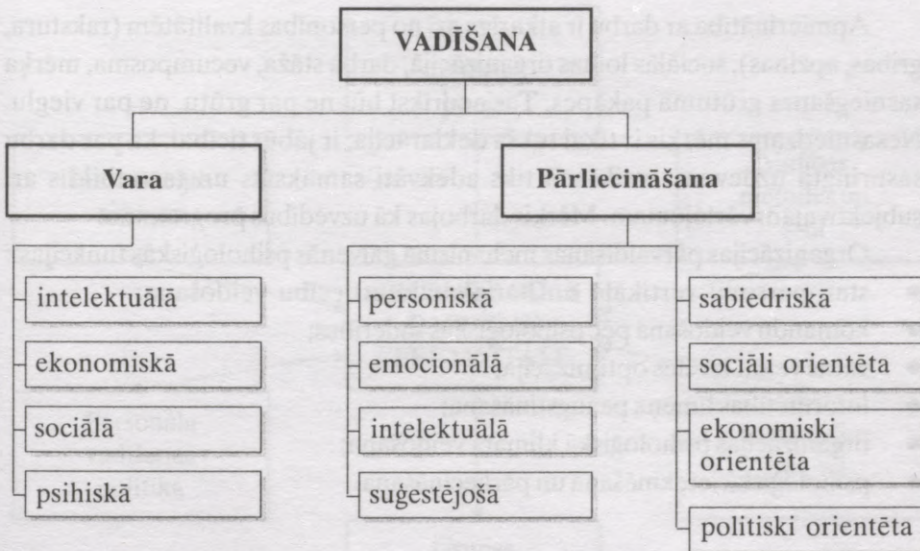 VADĪŠANA
Vara
Pārliecināšana
intelektuālā
ekonomiskā
sociālā
psihiskā
personiskā
emocionālā
intelektuālā
suģestējošā
sabiedriskā
sociāli orientēta
ekonomiski
orientēta
politiski orientēta